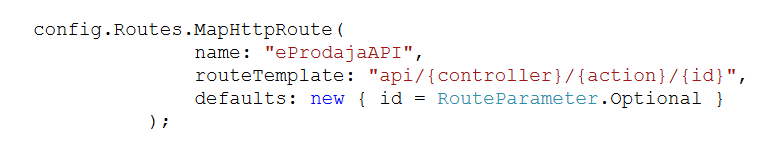 config.Routes.MapHttpRoute(
name: "eProdajaAPI",
routeTemplate: "api/{controller}/{action}/{id}",
defaults: new { id = RouteParameter.Optional }
);